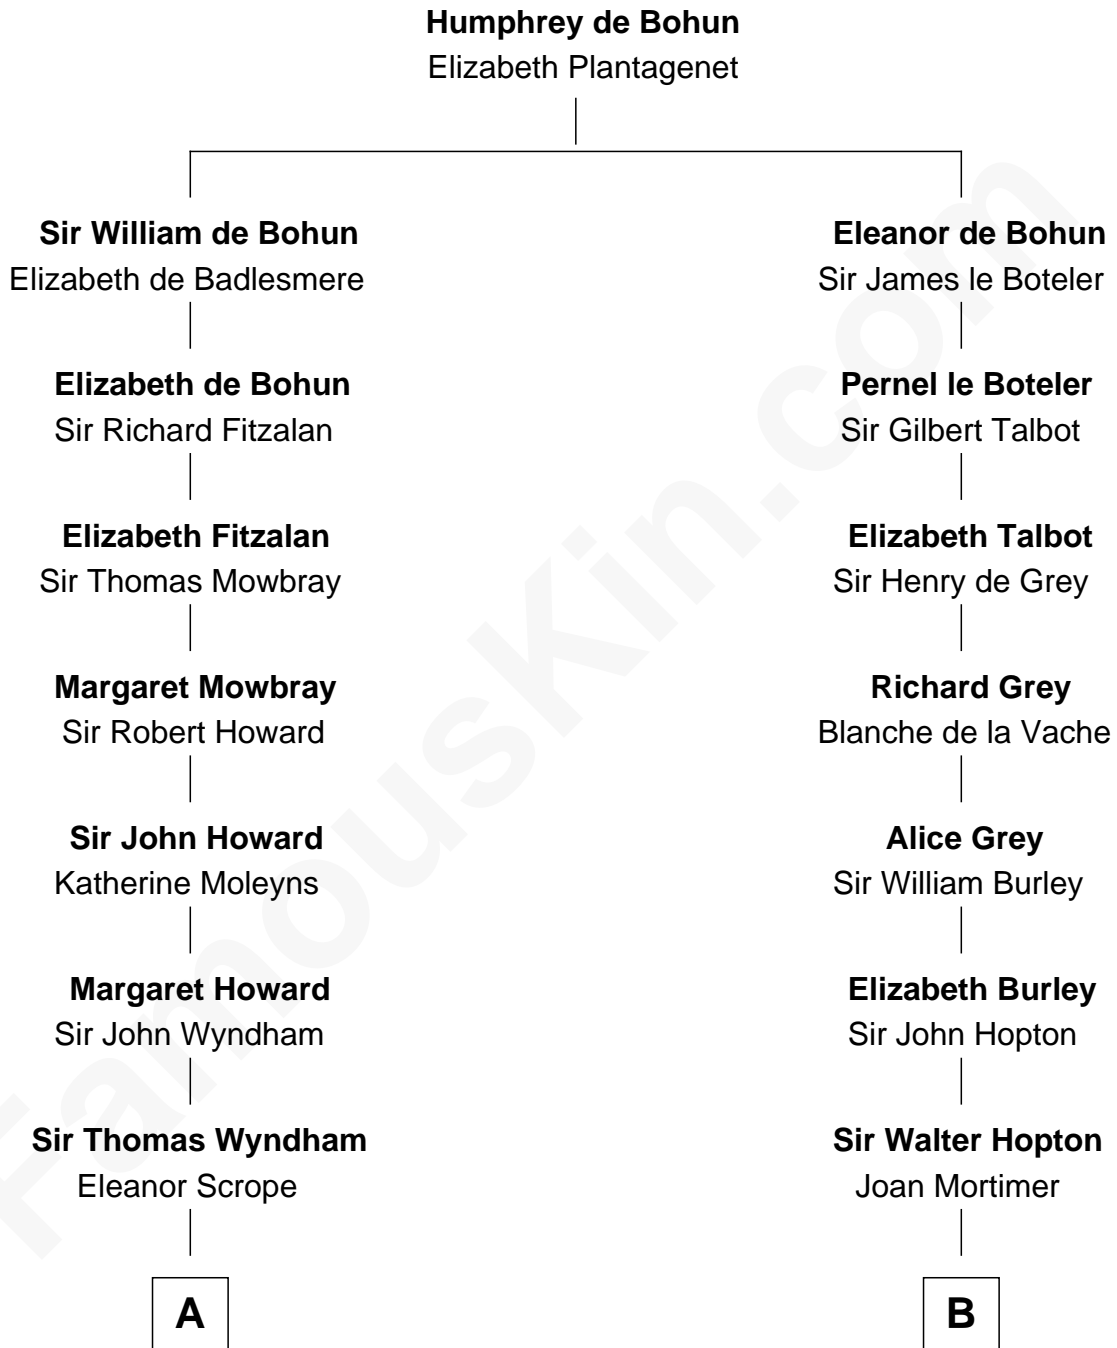 Humphrey de Bohun
Elizabeth Plantagenet
Sir William de Bohun
Elizabeth de Badlesmere
Eleanor de Bohun
Sir James le Boteler
Elizabeth de Bohun
Sir Richard Fitzalan
Pernel le Boteler
Sir Gilbert Talbot
Elizabeth Fitzalan
Sir Thomas Mowbray
Elizabeth Talbot
Sir Henry de Grey
Margaret Mowbray
Sir Robert Howard
Richard Grey
Blanche de la Vache
Sir John Howard
Katherine Moleyns
Alice Grey
Sir William Burley
Margaret Howard
Sir John Wyndham
Elizabeth Burley
Sir John Hopton
Sir Thomas Wyndham
Eleanor Scrope
Sir Walter Hopton
Joan Mortimer
A
B
FamousKin.com